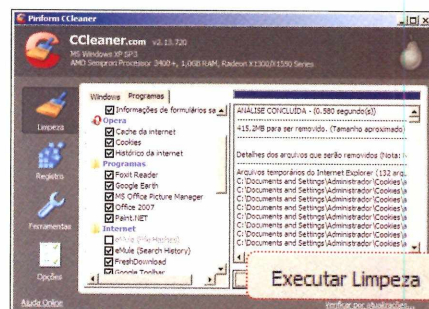 Piriform CCleaner
CCleaner.com v2.13.720
MS Windows XP SP3
AMD Sempron Processor 3400+, 1,0GB RAM, Radeon X1300/X1550 Series
Limpeza
Registro
Ferramentas
Opções
Windows Programas
Informações de formulários sa
Opera
Cache da internet
Cookies
Histórico da internet
Programas
Foxit Reader
Google Earth
MS Office Picture Manager
Office 2007
Paint.NET
Internet
eMule (File Hashes)
eMule (Search History)
FreshDownload
Google Toolbar
ANÁLISE CONCLUÍDA - (0.580 segundo(s))
415,2MB para ser removido. (Tamanho aproximado)
Detalhes dos arquivos que serão removidos (Nota:
Arquivos temporários do Internet Explorer (132 arqu
C:\Documents and Settings\Administrador\Cookies\a
C:\Documents and Settings\Administrador\Cookies\a
C:\Documents and Settings\Administrador\Cookies\a
C:\Documents and Settings\Administrador\Cookies\a
C:\Documents and Settings\Administrador\Cookies\a
C:\Documents and Settings\Administrador\Cookies\a
C:\Documents and Settings\Administrador\Cookies\a
Executar Limpeza
Ajuda Online
Verificar por atualizações...